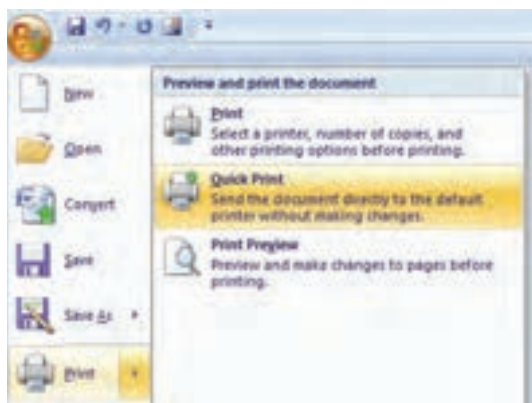 New
Open
Convert
Save
Save As
Print
Preview and print the document
Print
Select a printer, number of copies, and
other printing options before printing.
Quick Print
Send the document directly to the default
printer without making changes.
Print Preview
Preview and make changes to pages before
printing.